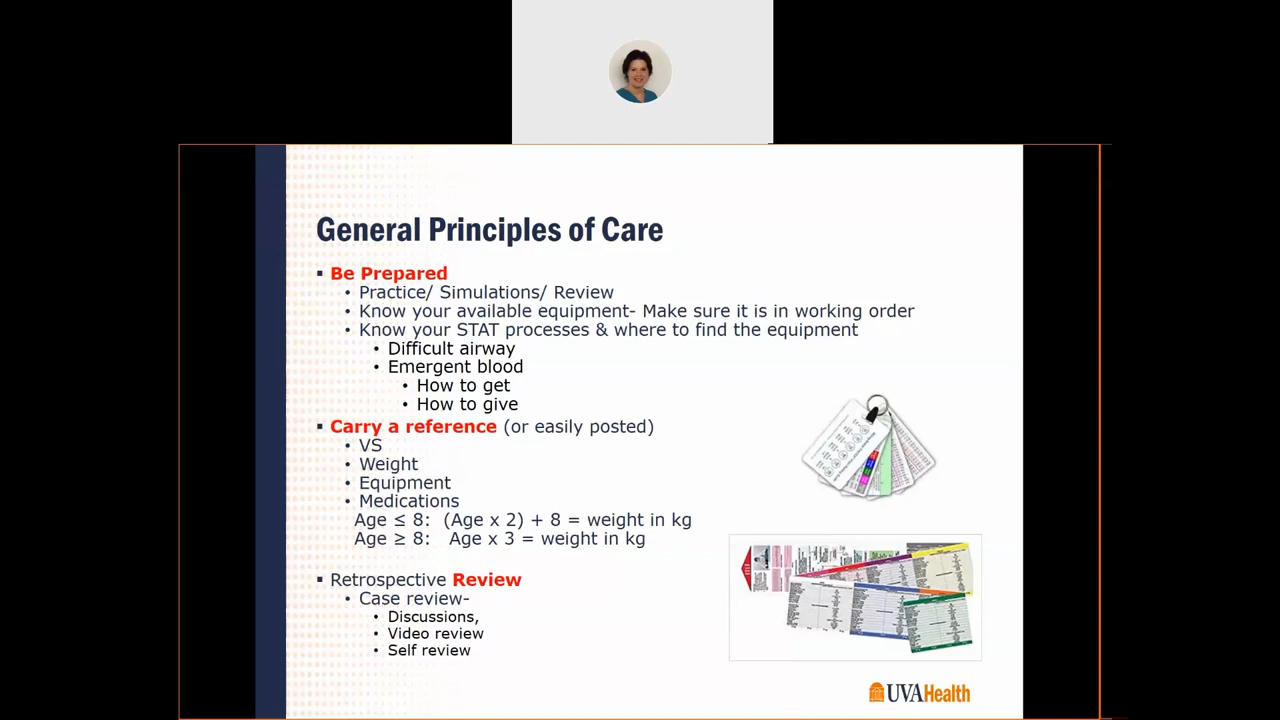 General Principles of Care
▪ Be Prepared
• Practice/ Simulations/ Review
• Know your available equipment- Make sure it is in working order
• Know your STAT processes & where to find the equipment
• Difficult airway
• Emergent blood
• How to get
• How to give
▪ Carry a reference (or easily posted)
• VS
• Weight
• Equipment
• Medications
Age ≤ 8: (Age x 2) + 8 = weight in kg
Age ≥ 8: Age x 3 = weight in kg
▪ Retrospective Review
• Case review-
• Discussions,
• Video review
• Self review
UVAHealth